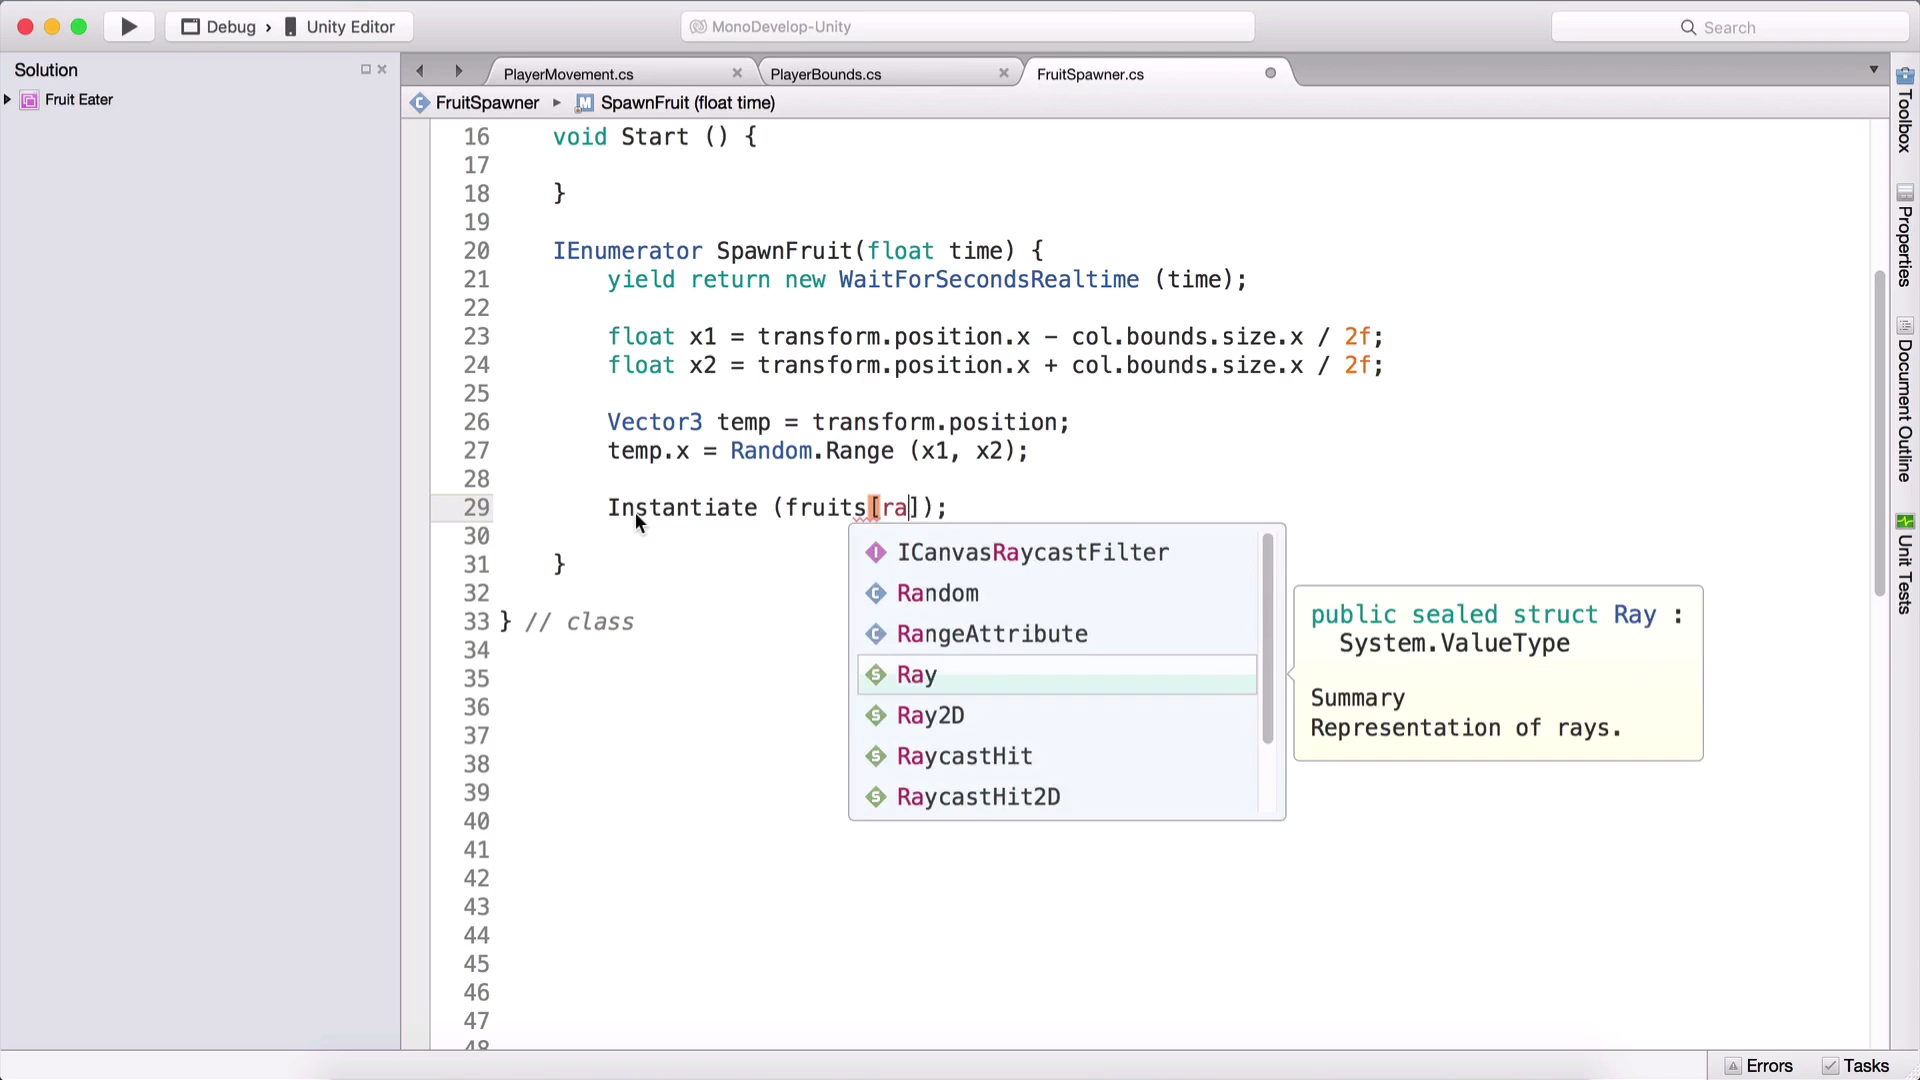 Debug › Unity Editor
MonoDevelop-Unity
Search
Solution
Fruit Eater
PlayerMovement.cs
PlayerBounds.cs
FruitSpawner.cs
FruitSpawner ▸ SpawnFruit (float time)
16 void Start () {
17
18 }
19
20 IEnumerator SpawnFruit(float time) {
21 yield return new WaitForSecondsRealtime (time);
22
23 float x1 = transform.position.x - col.bounds.size.x / 2f;
24 float x2 = transform.position.x + col.bounds.size.x / 2f;
25
26 Vector3 temp = transform.position;
27 temp.x = Random.Range (x1, x2);
28
29 Instantiate (fruits[ra]);
30
31 }
32
33 } // class
34
35
36
37
38
39
40
41
42
43
44
45
46
47
48
ICanvasRaycastFilter
Random
RangeAttribute
Ray
Ray2D
RaycastHit
RaycastHit2D
public sealed struct Ray :
System.ValueType
Summary
Representation of rays.
Toolbox
Properties
Document Outline
Unit Tests
Errors
Tasks